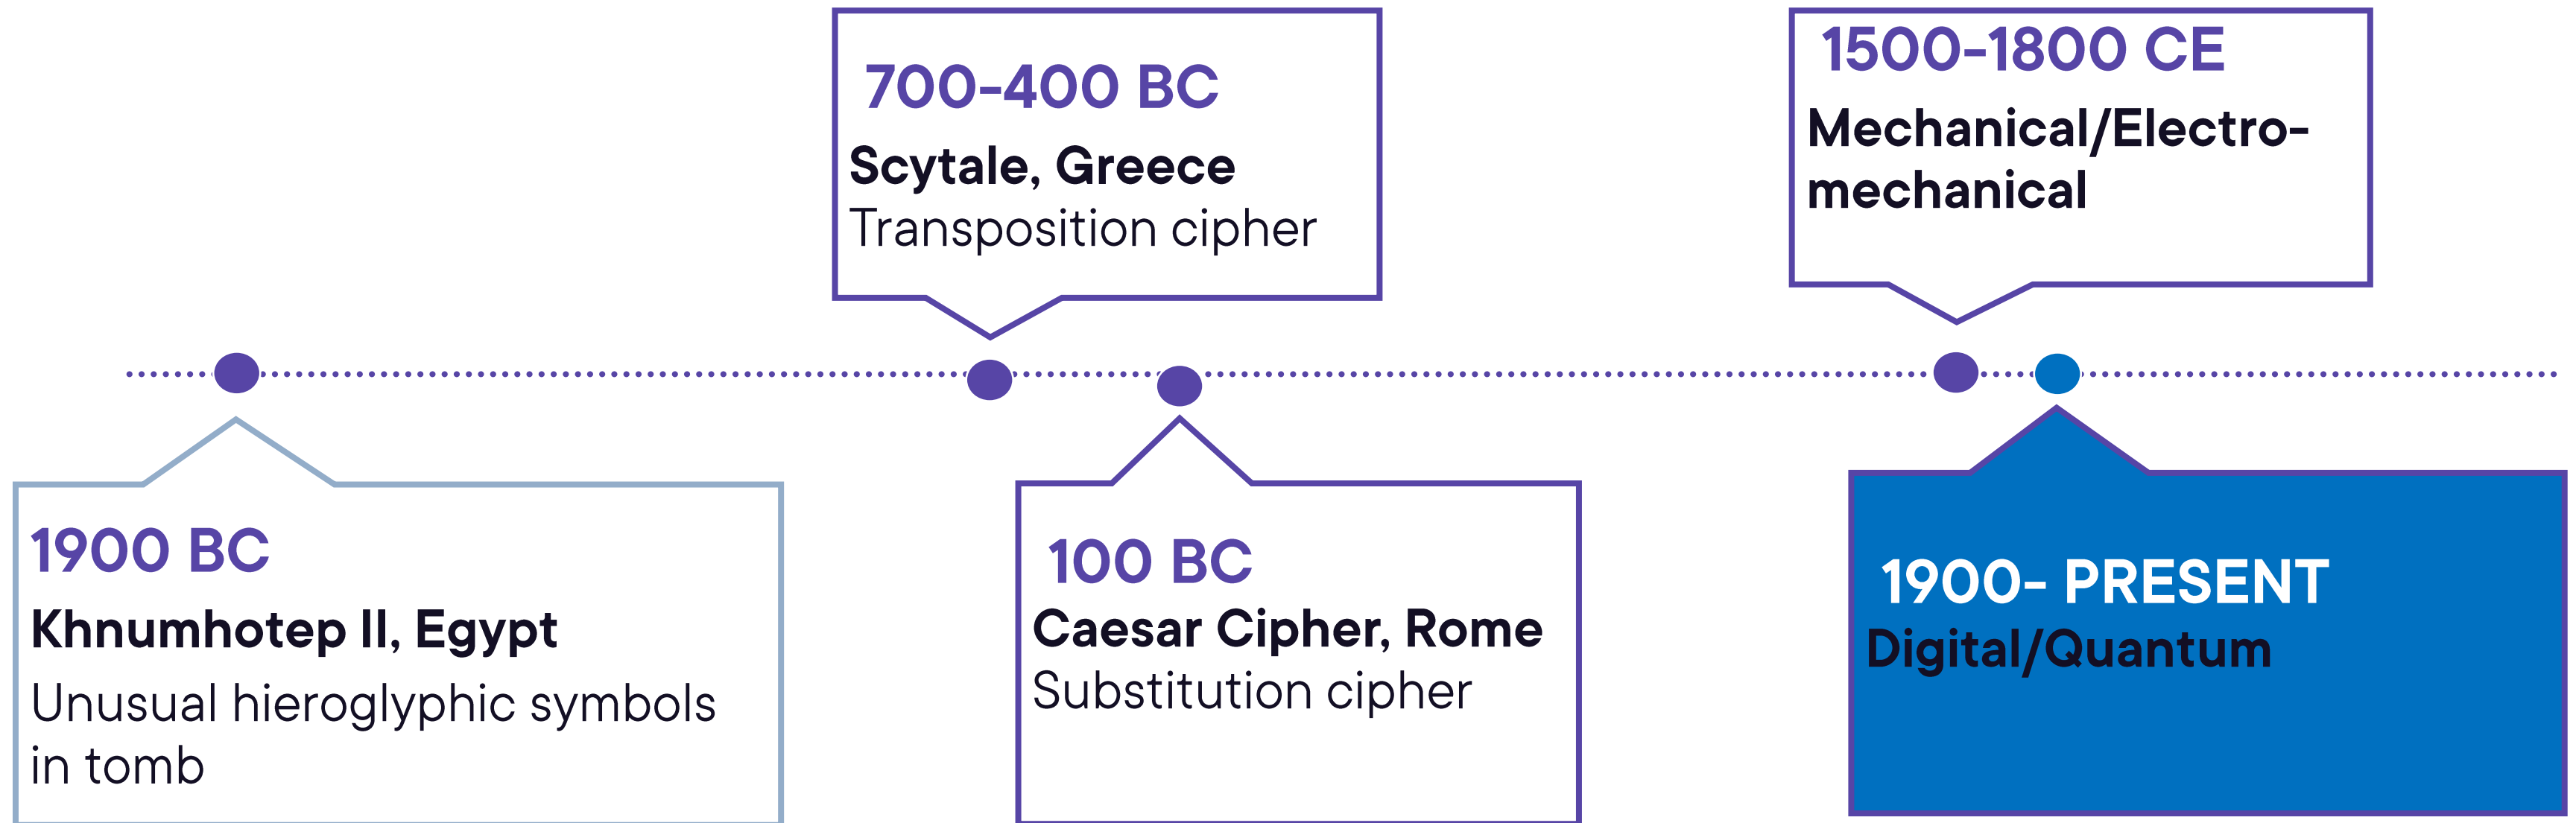 1900 BC
Khnumhotep II, Egypt
Unusual hieroglyphic symbols
in tomb
700-400 BC
Scytale, Greece
Transposition cipher
100 BC
Caesar Cipher, Rome
Substitution cipher
1500-1800 CE
Mechanical/Electro-
mechanical
1900- PRESENT
Digital/Quantum